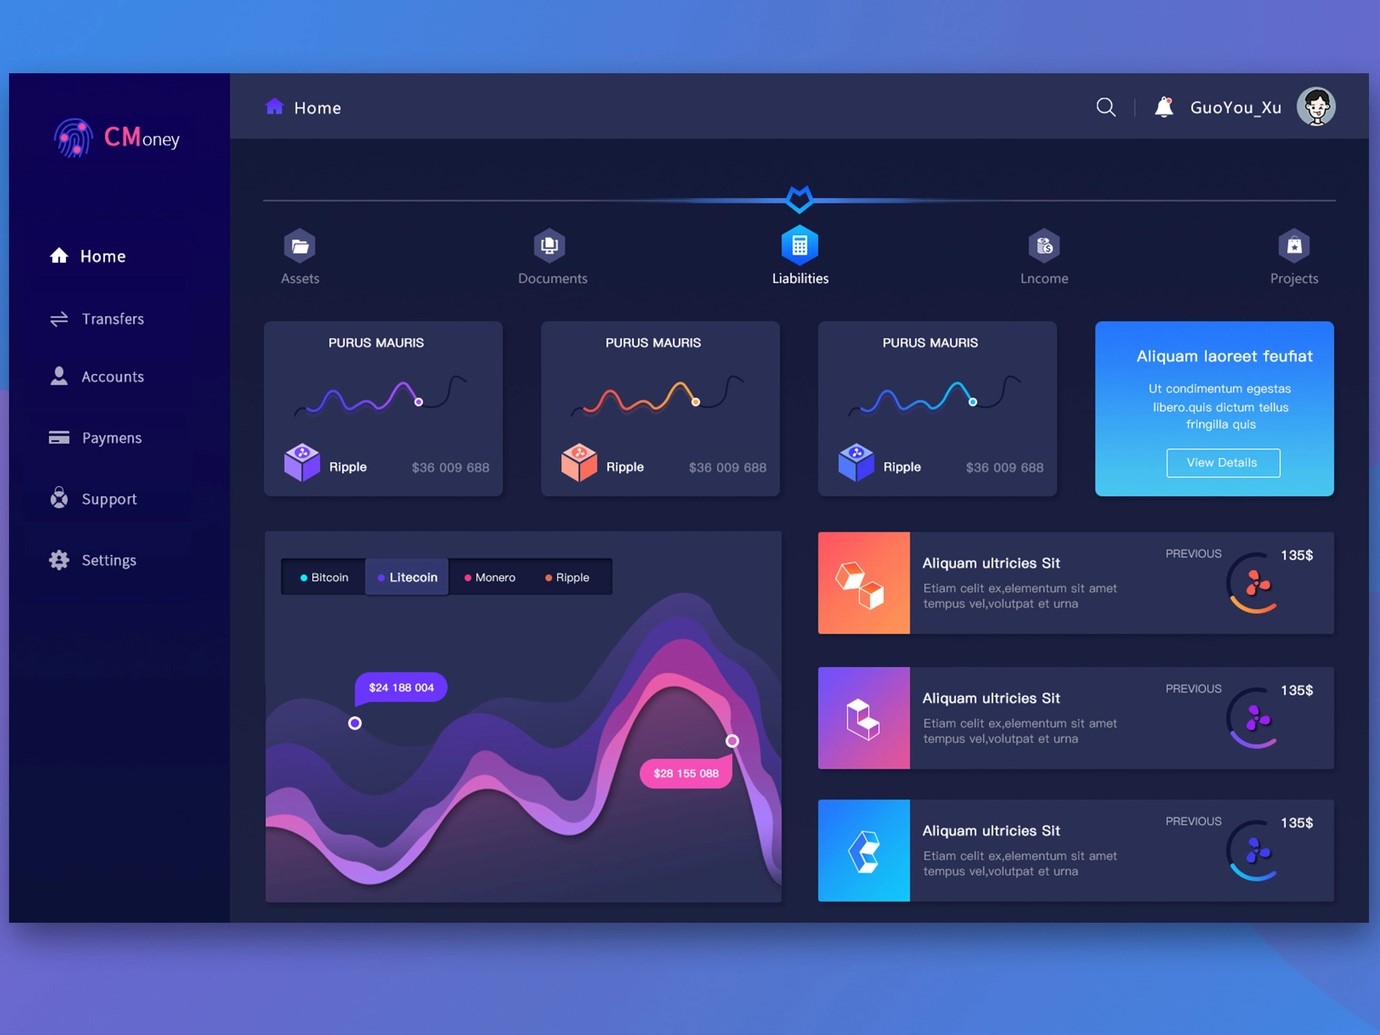 CMoney
Home
Transfers
Accounts
Paymens
Support
Settings
Home
GuoYou_Xu
Assets
Documents
Liabilities
Lncome
Projects
PURUS MAURIS
Ripple
$36 009 688
PURUS MAURIS
Ripple
$36 009 688
PURUS MAURIS
Ripple
$36 009 688
Aliquam laoreet feufiat
Ut condimentum egestas
libero.quis dictum tellus
fringilla quis
View Details
Bitcoin
Litecoin
Monero
Ripple
$24 188 004
$28 155 088
Aliquam ultricies Sit
Etiam celit ex,elementum sit amet
tempus vel,volutpat et urna
PREVIOUS
135$
Aliquam ultricies Sit
Etiam celit ex,elementum sit amet
tempus vel,volutpat et urna
PREVIOUS
135$
Aliquam ultricies Sit
Etiam celit ex,elementum sit amet
tempus vel,volutpat et urna
PREVIOUS
135$